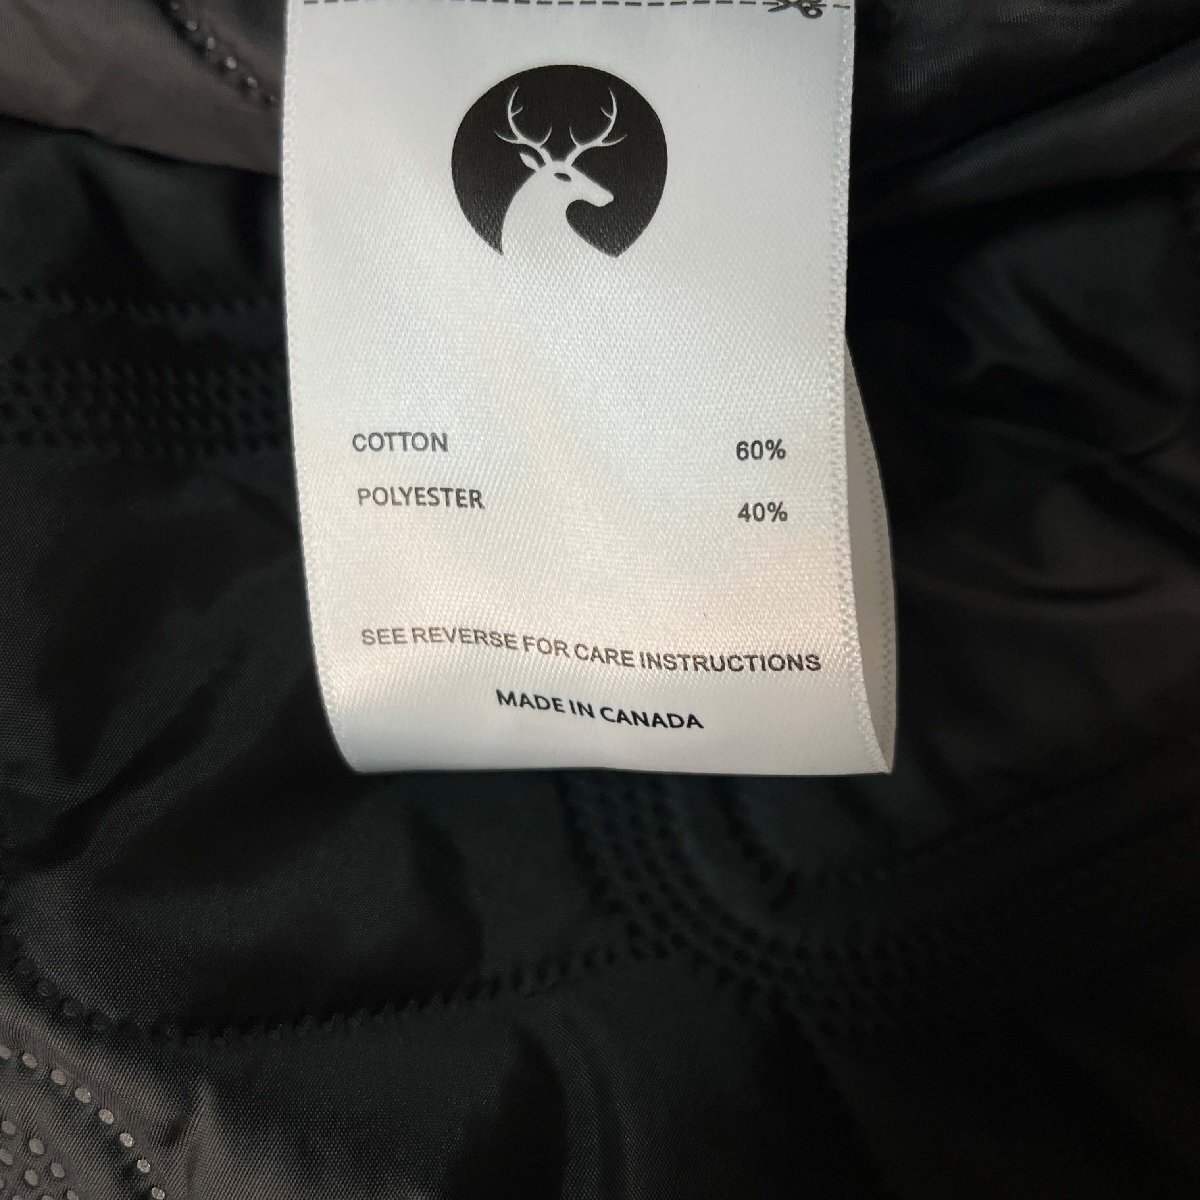 COTTON 60%
POLYESTER 40%
SEE REVERSE FOR CARE INSTRUCTIONS
MADE IN CANADA